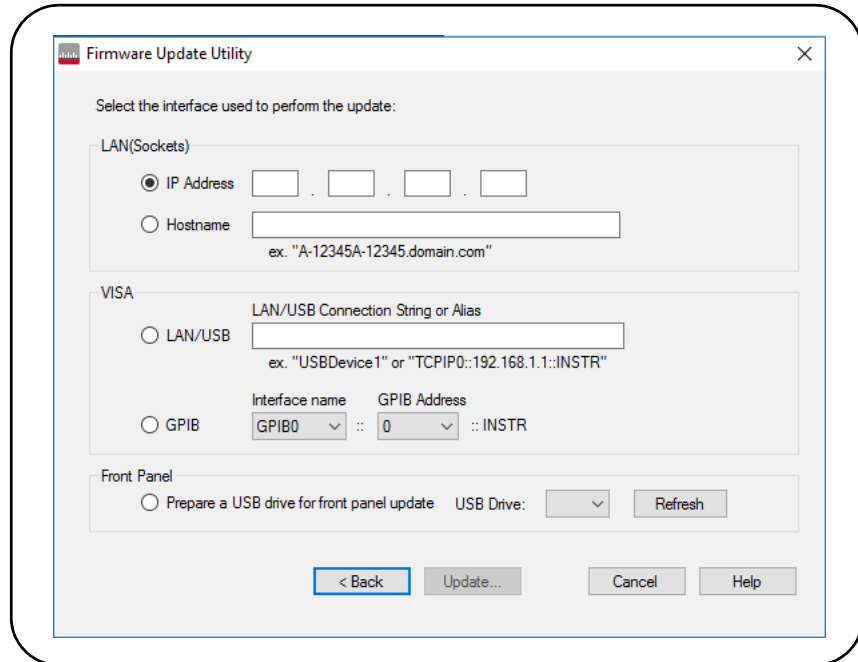 Firmware Update Utility
Select the interface used to perform the update:
LAN(Sockets)
IP Address . . .
Hostname
ex. "A-12345A-12345.domain.com"
VISA
LAN/USB Connection String or Alias
LAN/USB
ex. "USBDevice1" or "TCPIP0::192.168.1.1::INSTR"
Interface name GPIB Address
GPIB GPIB0 :: 0 :: INSTR
Front Panel
Prepare a USB drive for front panel update USB Drive: Refresh
< Back Update... Cancel Help